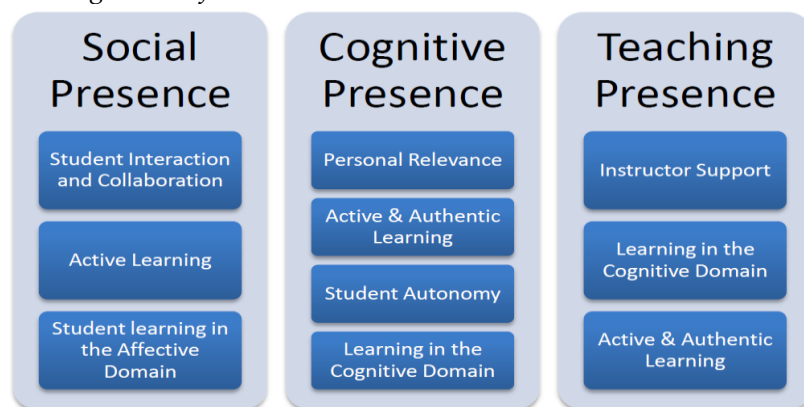 Social
Presence
Student Interaction
and Collaboration
Active Learning
Student learning in
the Affective
Domain
Cognitive
Presence
Personal Relevance
Active & Authentic
Learning
Student Autonomy
Learning in the
Cognitive Domain
Teaching
Presence
Instructor Support
Learning in the
Cognitive Domain
Active & Authentic
Learning